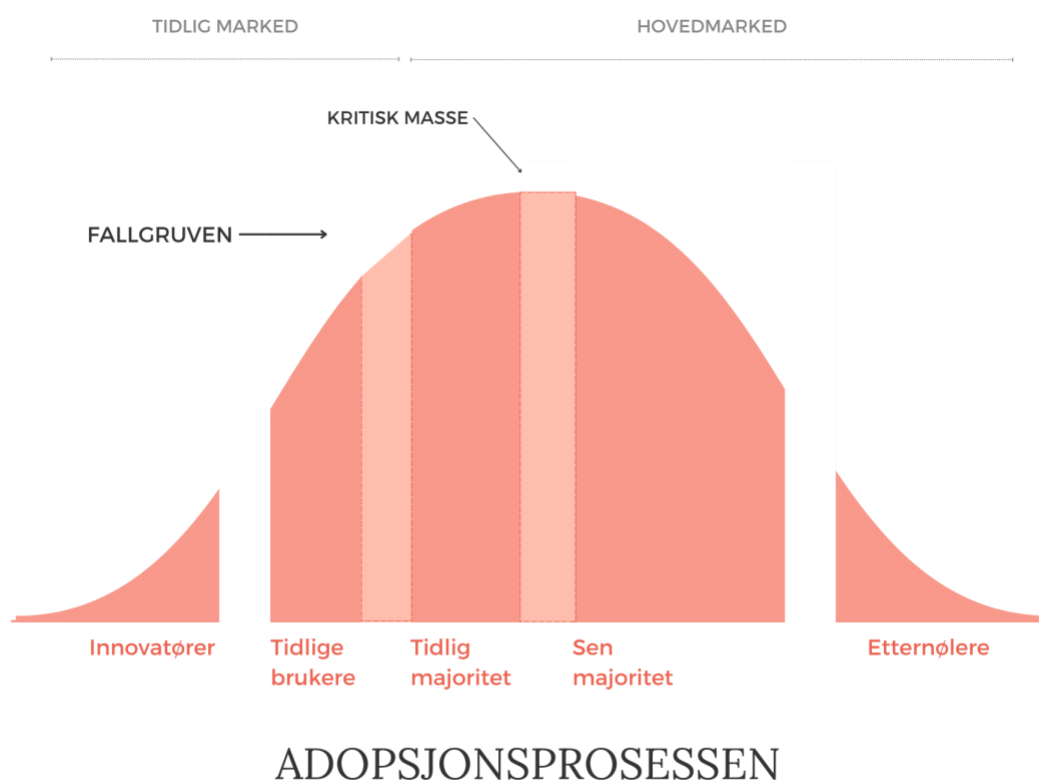 TIDLIG MARKED
HOVEDMARKED
KRITISK MASSE
FALLGRUVEN
Innovatører
Tidlige
brukere
Tidlig
majoritet
Sen
majoritet
Etternølere
ADOPSJONSPROSESSEN